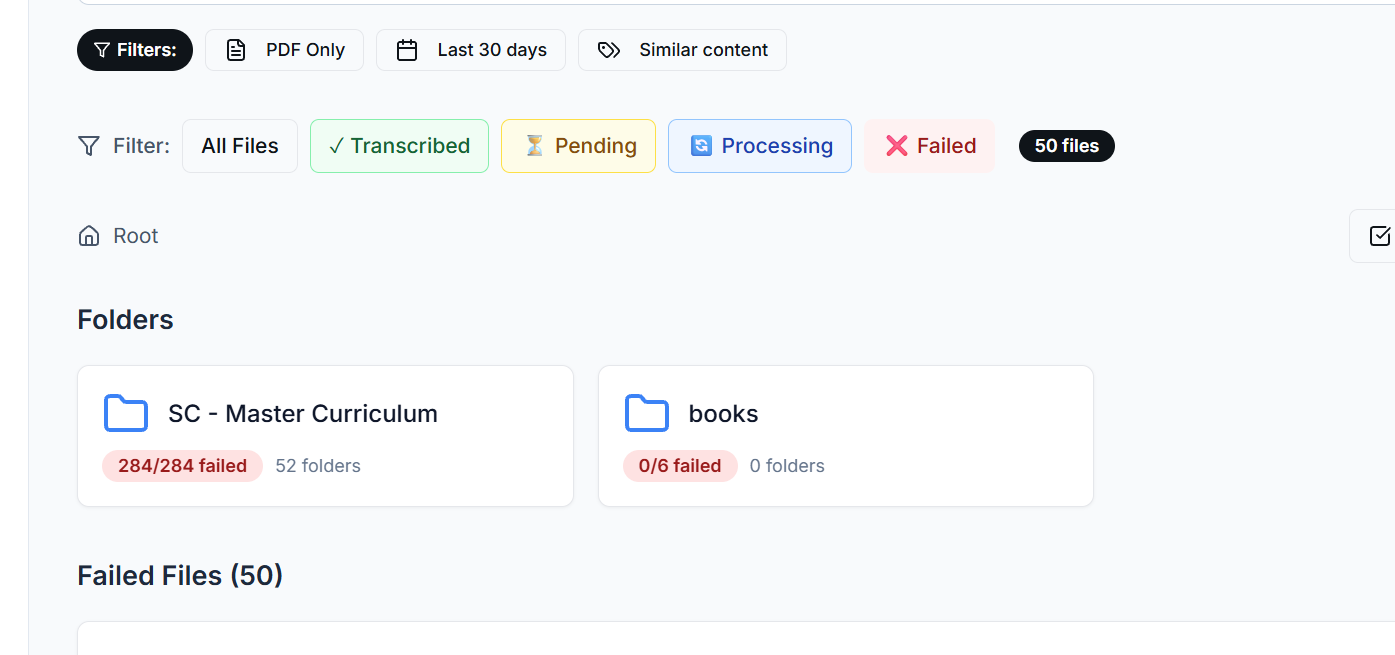 Filters: PDF Only Last 30 days Similar content
Filter: All Files ✓ Transcribed ⏳ Pending 🔄 Processing ❌ Failed 50 files
Root
Folders
SC - Master Curriculum
284/284 failed 52 folders
books
0/6 failed 0 folders
Failed Files (50)